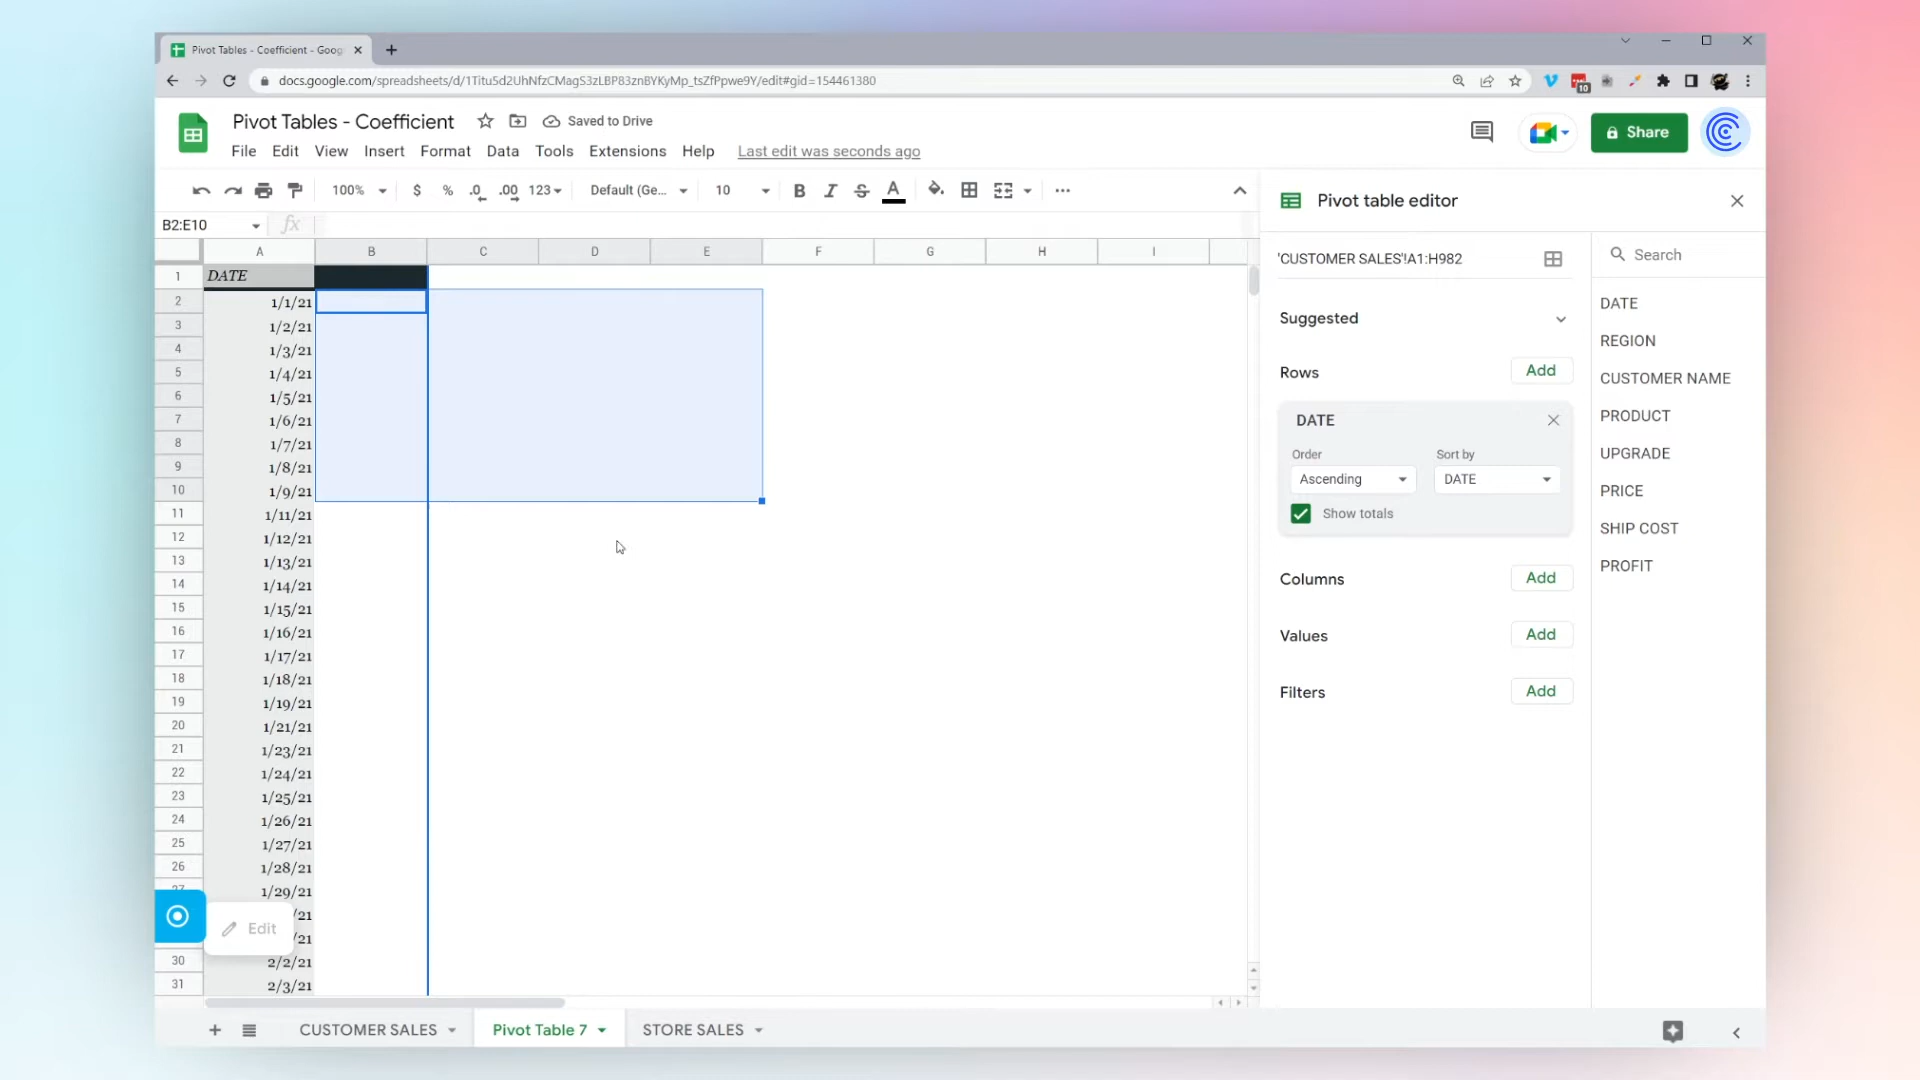 Pivot Tables - Coefficient - Goog
docs.google.com/spreadsheets/d/1Titu5d2UhNfzCMagS3zLBP83znBYKyMp_tsZfPpwe9Y/edit#gid=154461380
10
Pivot Tables - Coefficient
Saved to Drive
File Edit View Insert Format Data Tools Extensions Help Last edit was seconds ago
Share
100% $ % .0 .00 123 Default (Ge... 10 B I S A
Pivot table editor
B2:E10
fx
A B C D E F G H I
'CUSTOMER SALES'!A1:H982
Search
1 DATE
2 1/1/21
3 1/2/21
4 1/3/21
5 1/4/21
6 1/5/21
7 1/6/21
8 1/7/21
9 1/8/21
10 1/9/21
11 1/11/21
12 1/12/21
13 1/13/21
14 1/14/21
15 1/15/21
16 1/16/21
17 1/17/21
18 1/18/21
19 1/19/21
20 1/21/21
21 1/23/21
22 1/24/21
23 1/25/21
24 1/26/21
25 1/27/21
26 1/28/21
27 1/29/21
/21
Edit
/21
30 2/2/21
31 2/3/21
Suggested
Rows
Add
DATE
Order
Sort by
Ascending
DATE
Show totals
Columns
Add
Values
Add
Filters
Add
DATE
REGION
CUSTOMER NAME
PRODUCT
UPGRADE
PRICE
SHIP COST
PROFIT
CUSTOMER SALES
Pivot Table 7
STORE SALES